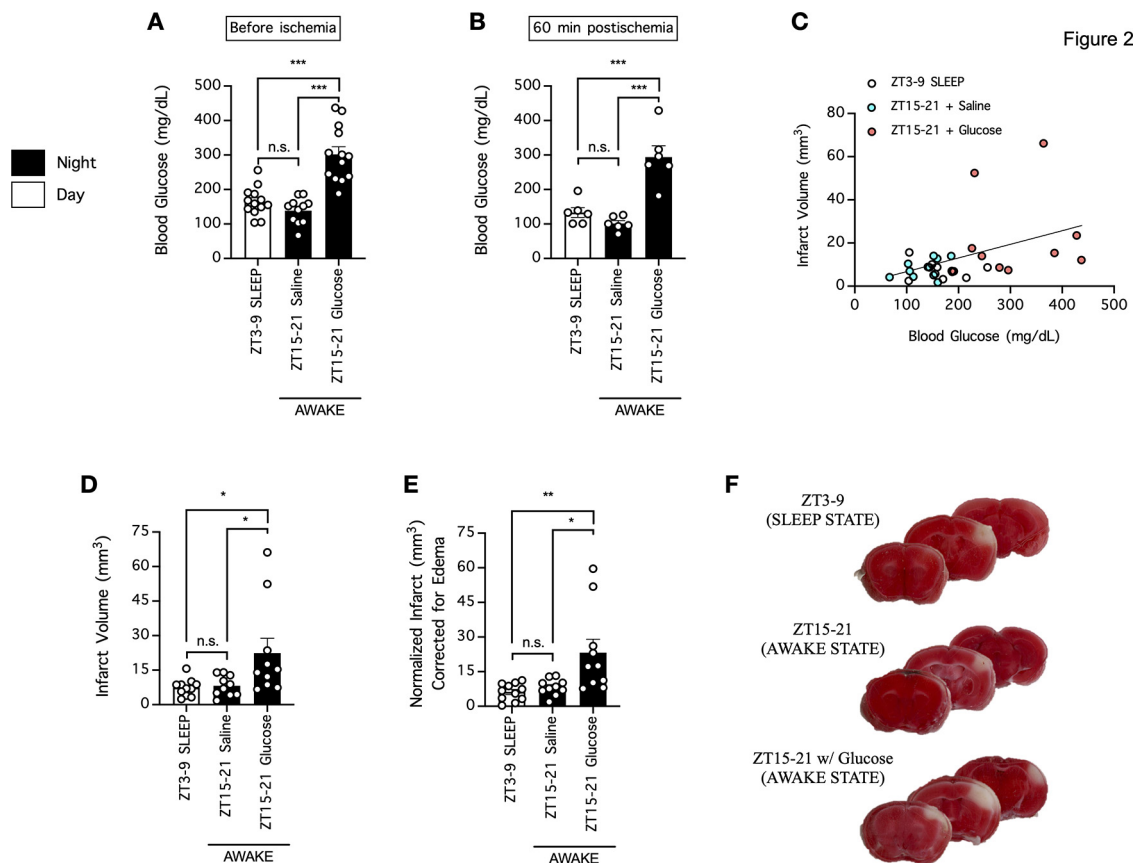 Figure 2
Night
Day
A
Before ischemia
***
***
n.s.
Blood Glucose (mg/dL)
500
400
300
200
100
0
ZT3-9 SLEEP
ZT15-21 Saline
ZT15-21 Glucose
AWAKE
B
60 min postischemia
***
***
n.s.
Blood Glucose (mg/dL)
500
400
300
200
100
0
ZT3-9 SLEEP
ZT15-21 Saline
ZT15-21 Glucose
AWAKE
C
ZT3-9 SLEEP
ZT15-21 + Saline
ZT15-21 + Glucose
Infarct Volume (mm³)
80
60
40
20
0
0 100 200 300 400 500
Blood Glucose (mg/dL)
D
*
*
n.s.
Infarct Volume (mm³)
75
60
45
30
15
0
ZT3-9 SLEEP
ZT15-21 Saline
ZT15-21 Glucose
AWAKE
E
**
*
n.s.
Normalized Infarct (mm³)
Corrected for Edema
75
60
45
30
15
0
ZT3-9 SLEEP
ZT15-21 Saline
ZT15-21 Glucose
AWAKE
F
ZT3-9
(SLEEP STATE)
ZT15-21
(AWAKE STATE)
ZT15-21 w/ Glucose
(AWAKE STATE)